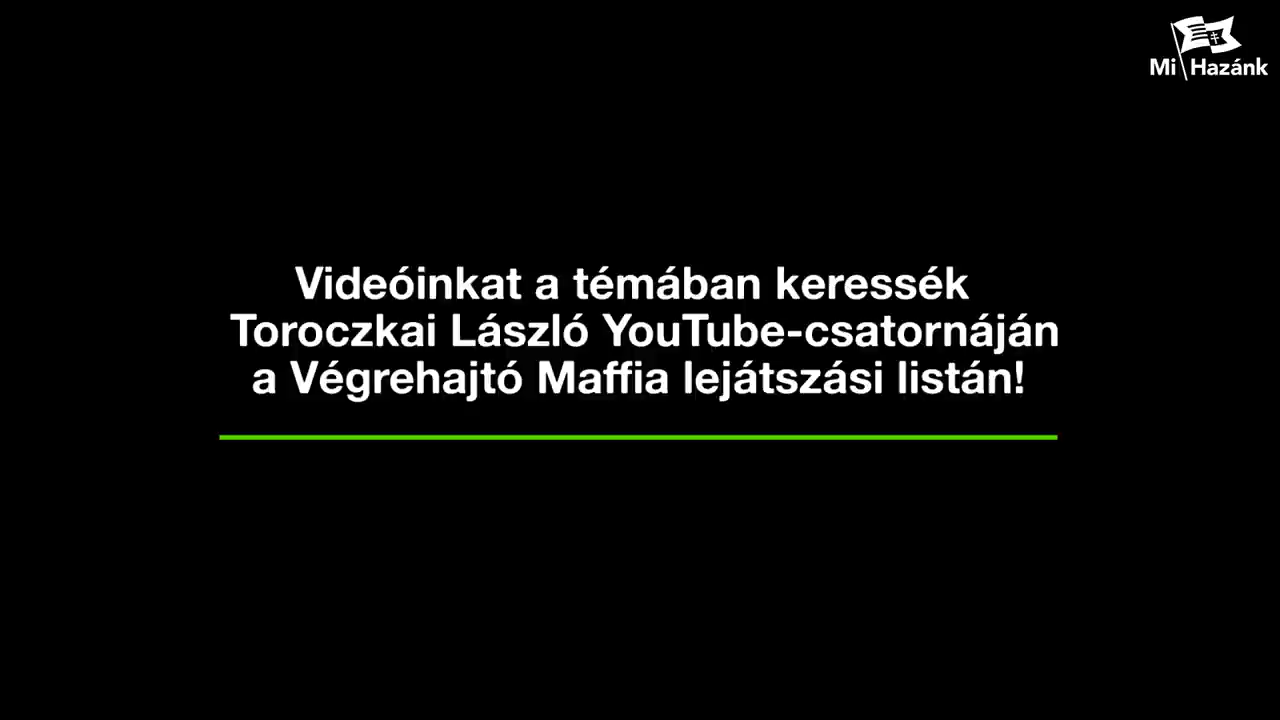 Mi Hazánk
Videóinkat a témában keressék
Toroczkai László YouTube-csatornáján
a Végrehajtó Maffia lejátszási listán!